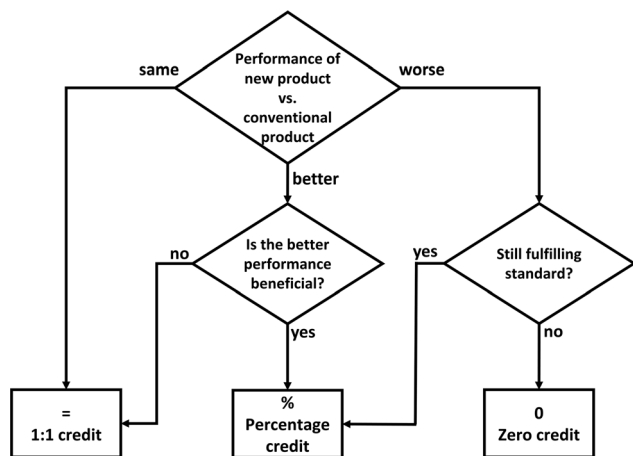 same
Performance of
new product
vs.
conventional
product
worse
better
no
Is the better
performance
beneficial?
yes
Still fulfilling
standard?
yes
no
=
1:1 credit
%
Percentage
credit
0
Zero credit